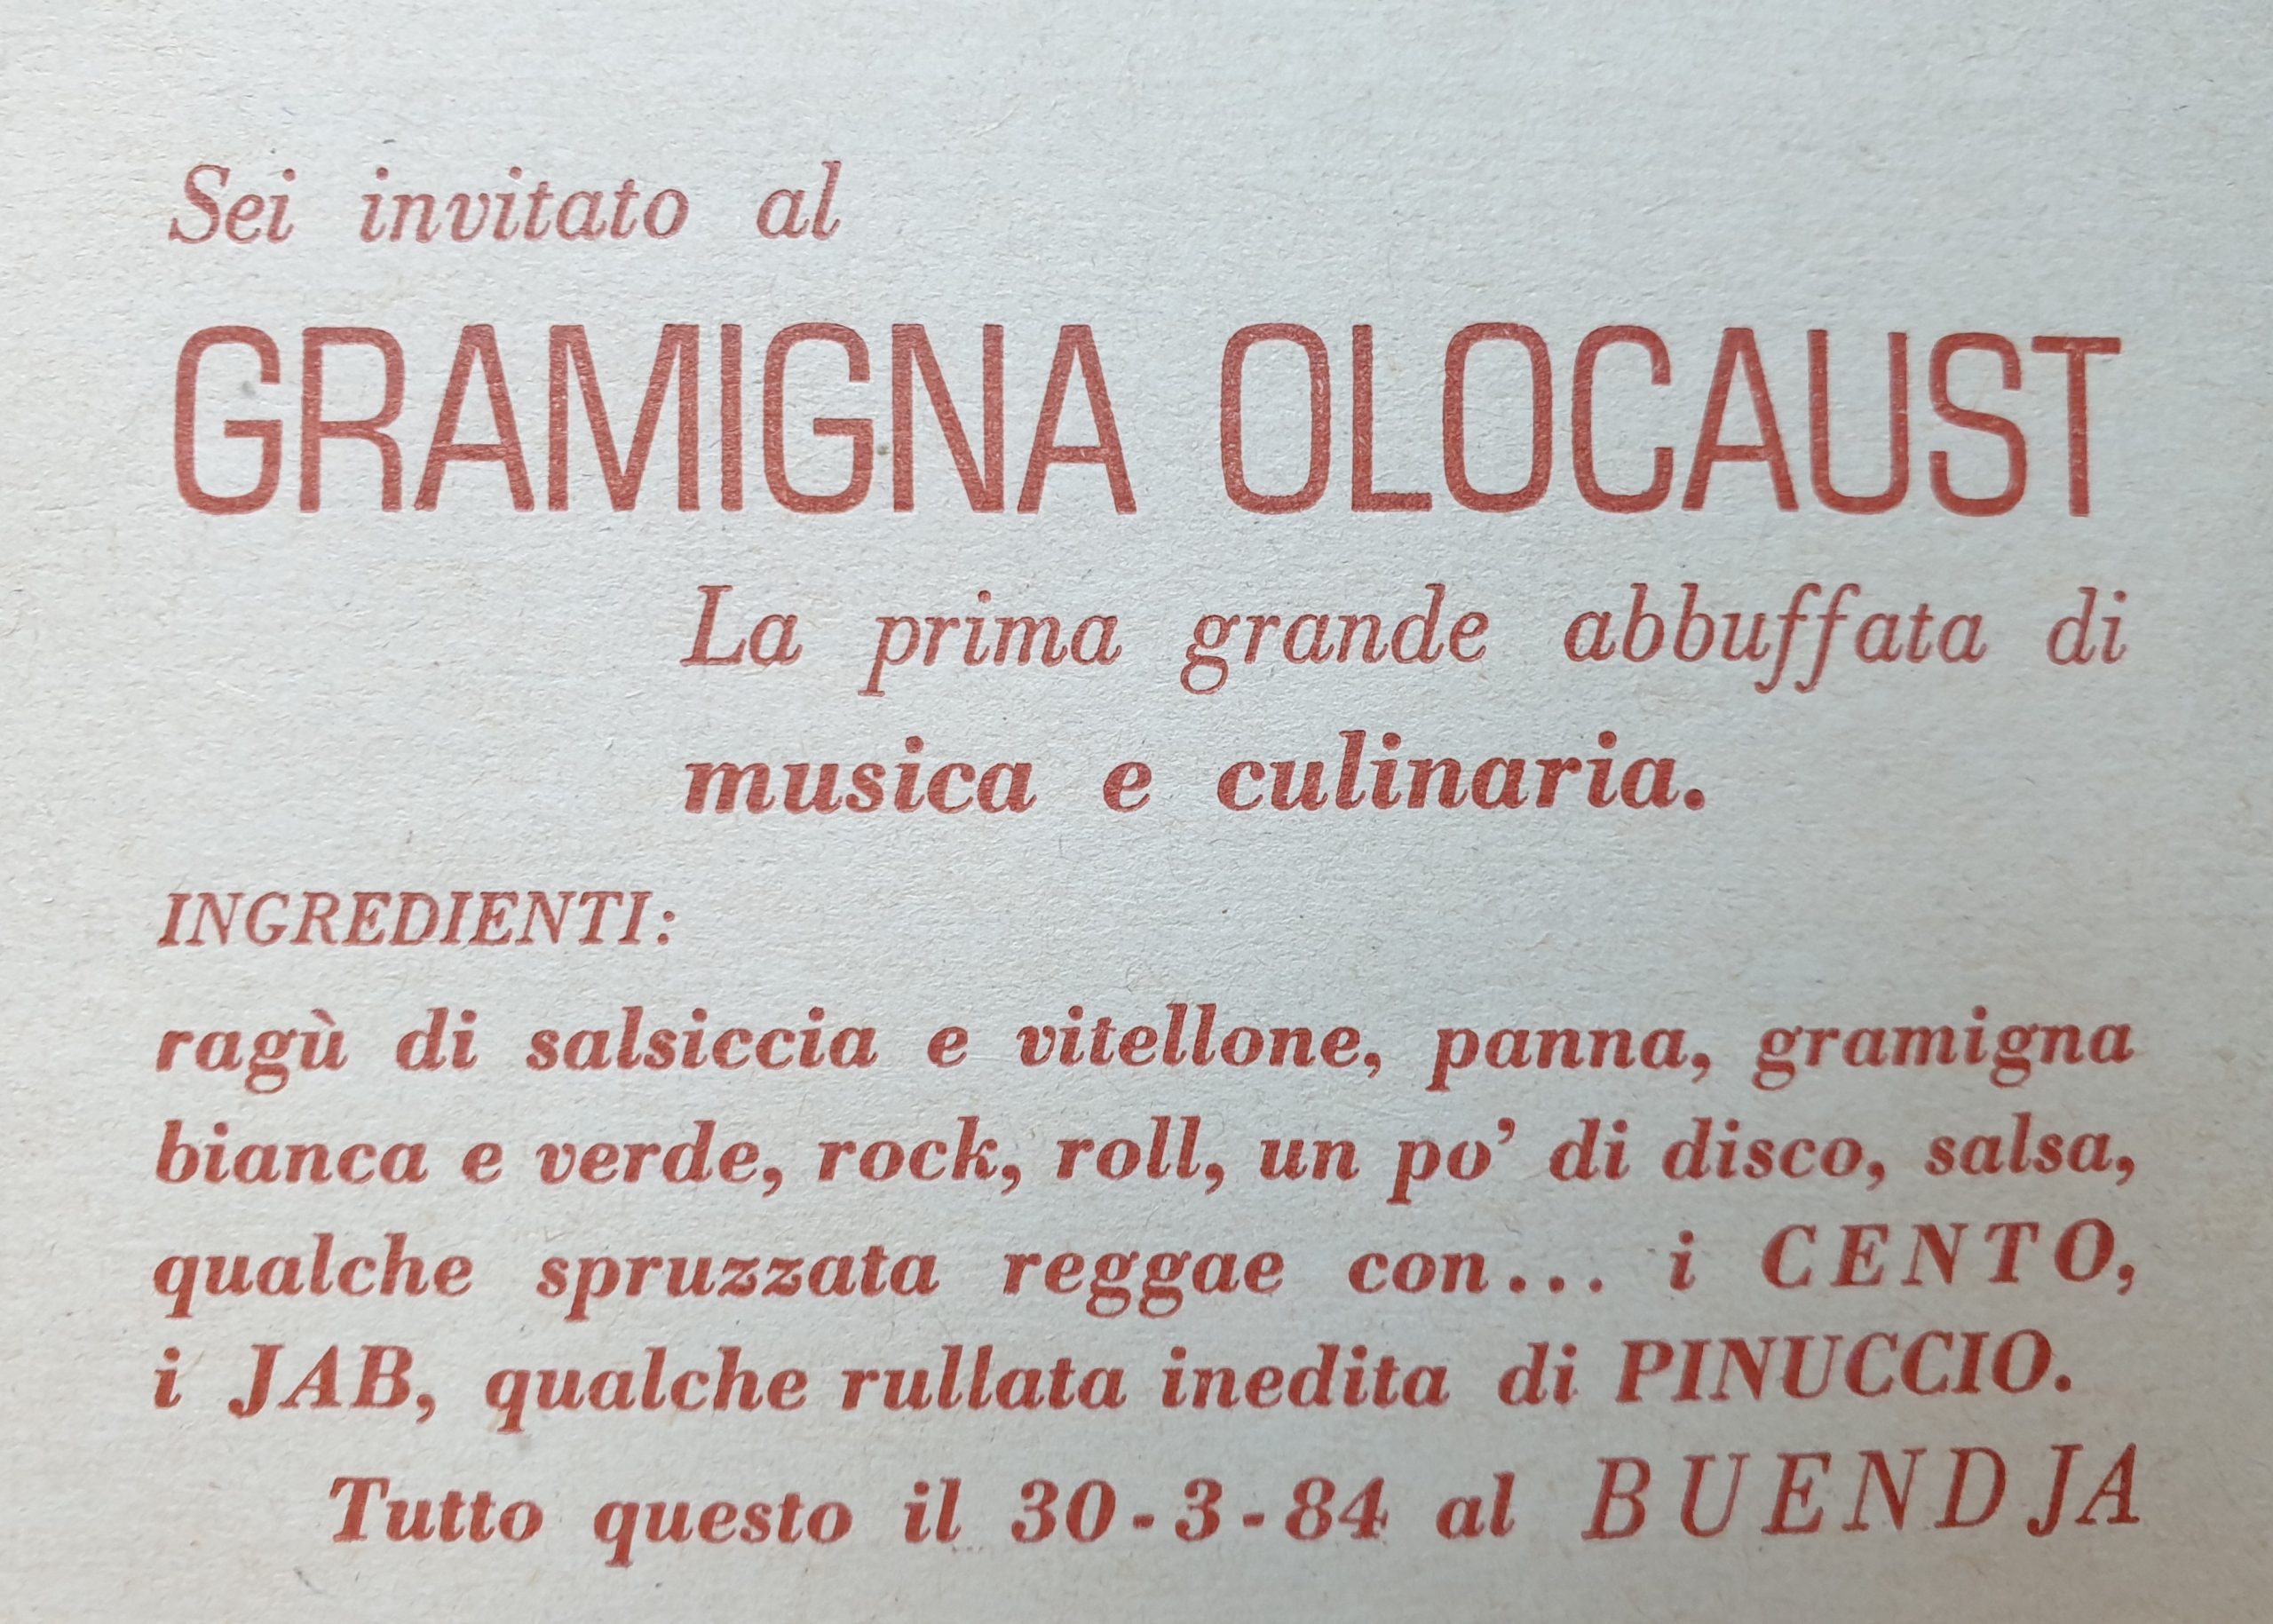 Sei invitato al
GRAMIGNA OLOCAUST
La prima grande abbuffata di
musica e culinaria.
INGREDIENTI:
ragù di salsiccia e vitellone, panna, gramigna
bianca e verde, rock, roll, un po’ di disco, salsa,
qualche spruzzata reggae con... i CENTO,
i JAB, qualche rullata inedita di PINUCCIO.
Tutto questo il 30-3-84 al BUENDJA